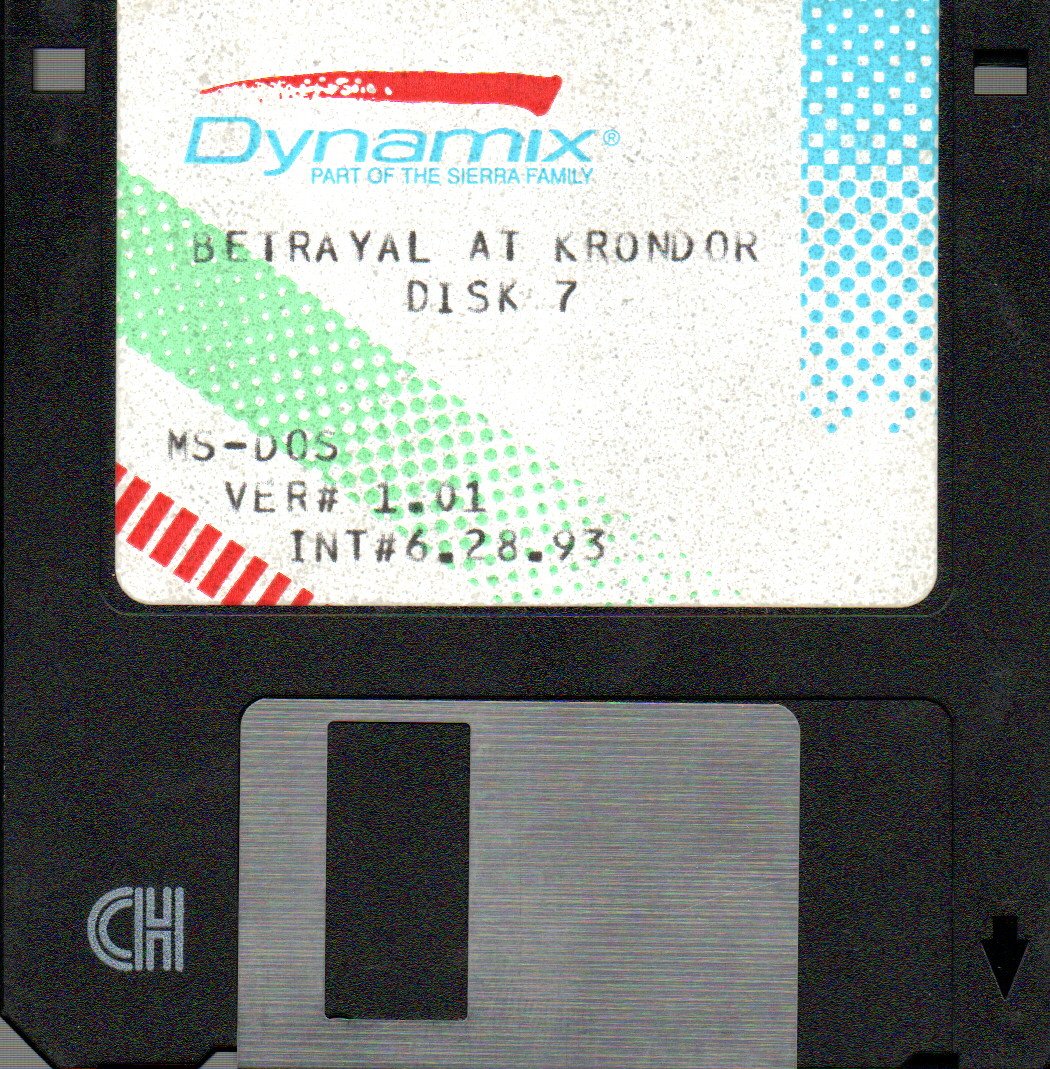 Dynamix®
PART OF THE SIERRA FAMILY
BETRAYAL AT KRONDOR
DISK 7
MS-DOS
VER# 1.01
INT#6.28.93
CH